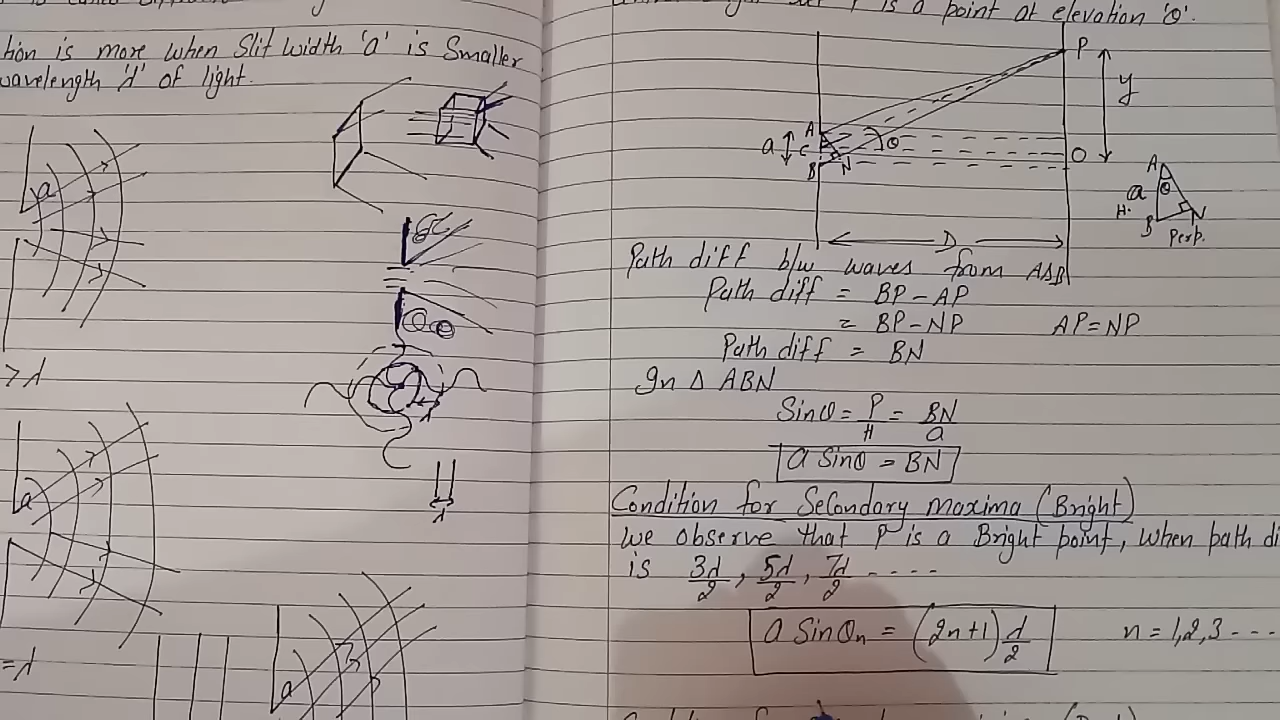 is called
tion is more when Slit width 'a' is Smaller
wavelength 'λ' of light.
a
>λ
a
=λ
a
λ
λ
is a point at elevation 'θ'.
P
y
A
a
C
B
N
θ
O
D
A
a
θ
H.
B
N
Perp.
Path diff b/w waves from A&B
Path diff = BP - AP
= BP - NP AP = NP
Path diff = BN
In Δ ABN
Sinθ = P/H = BN/a
a Sinθ = BN
Condition for Secondary maxima (Bright)
we observe that P is a Bright point, when path di
is 3λ/2, 5λ/2, 7λ/2 ----
a Sinθn = (2n+1) λ/2 n = 1,2,3 ---